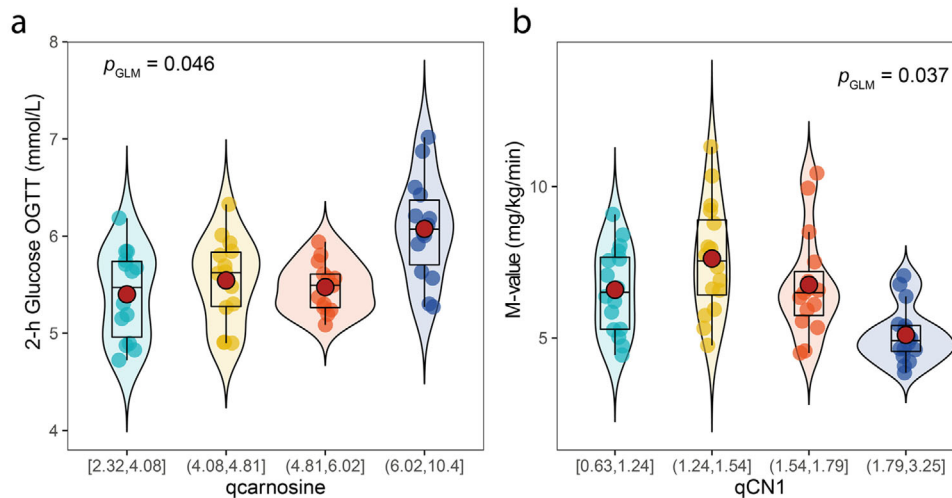 a
p GLM = 0.046
2-h Glucose OGTT (mmol/L)
8
7
6
5
4
[2.32,4.08]
(4.08,4.81]
(4.81,6.02]
(6.02,10.4]
qcarnosine
b
p GLM = 0.037
M-value (mg/kg/min)
10
5
[0.63,1.24]
(1.24,1.54]
(1.54,1.79]
(1.79,3.25]
qCN1